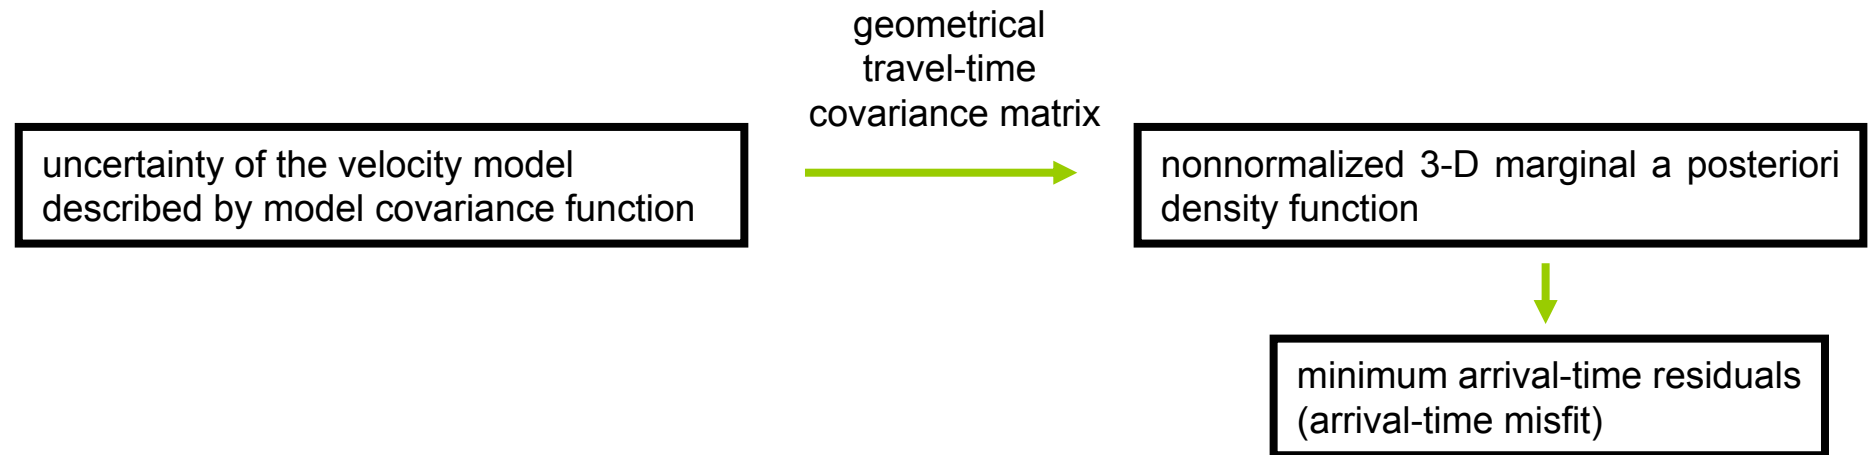 geometrical
travel-time
covariance matrix
uncertainty of the velocity model
described by model covariance function
nonnormalized 3-D marginal a posteriori
density function
minimum arrival-time residuals
(arrival-time misfit)